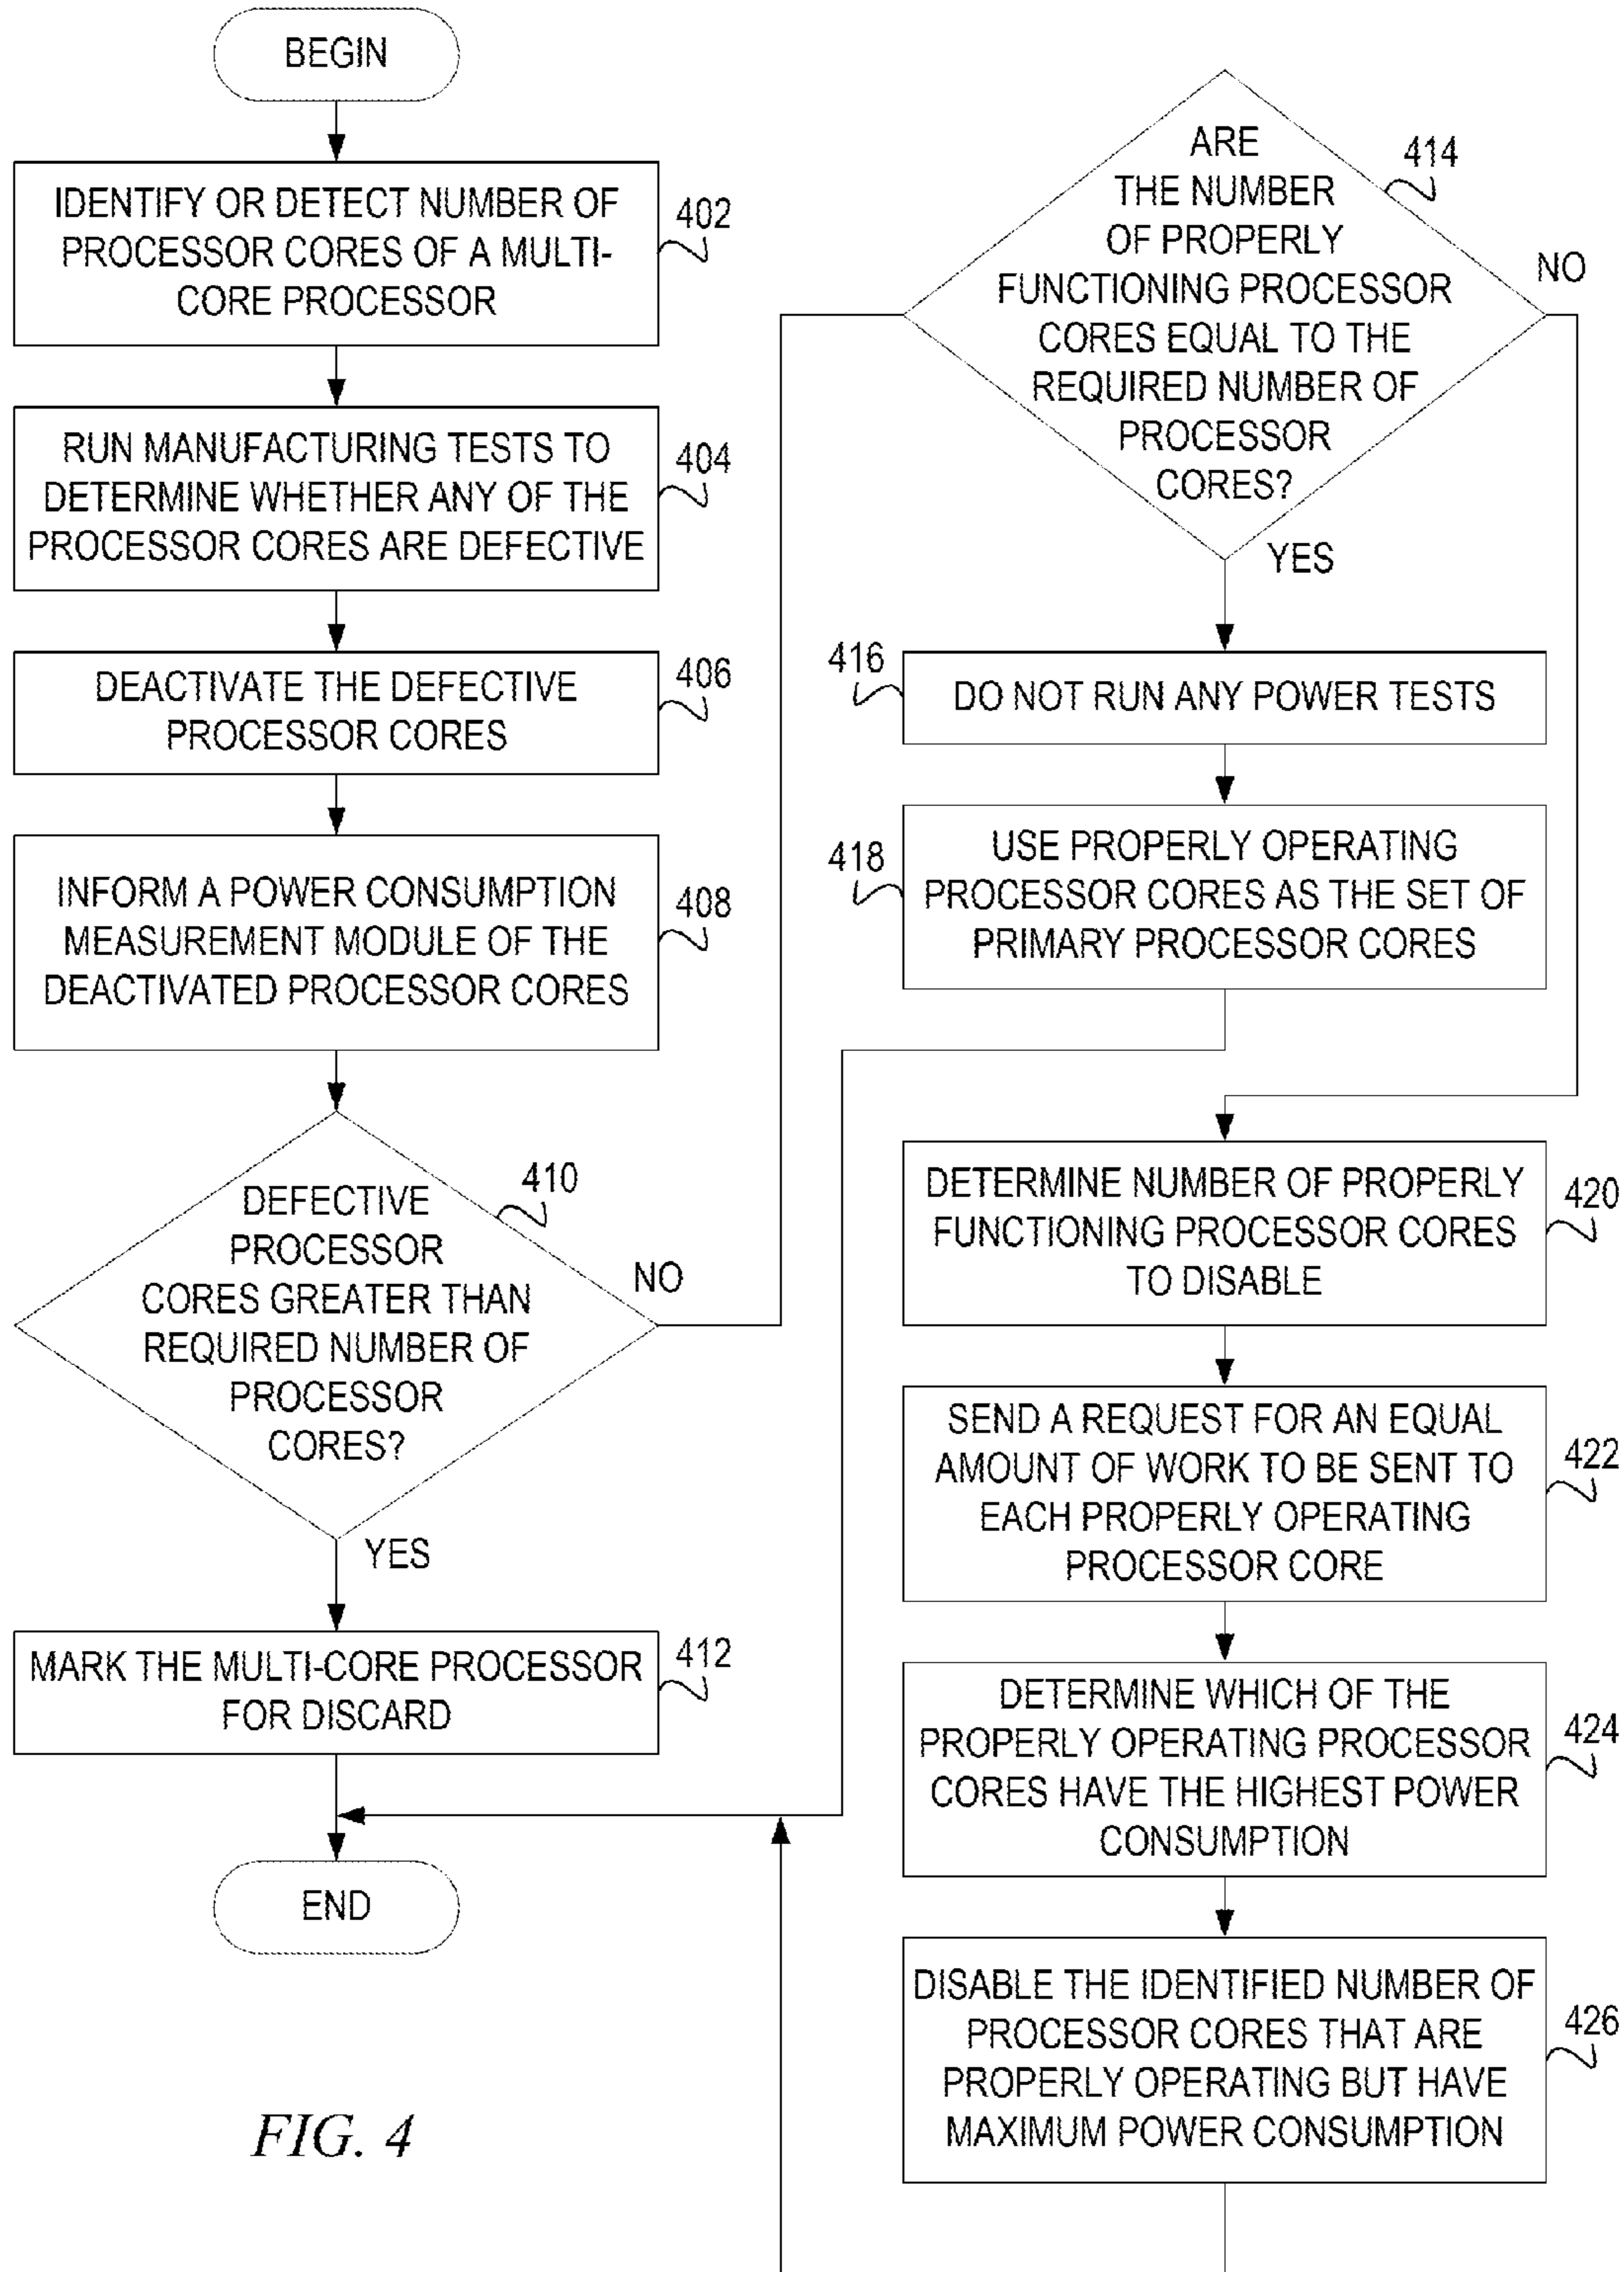 BEGIN
IDENTIFY OR DETECT NUMBER OF
PROCESSOR CORES OF A MULTI-
CORE PROCESSOR
402
RUN MANUFACTURING TESTS TO
DETERMINE WHETHER ANY OF THE
PROCESSOR CORES ARE DEFECTIVE
404
DEACTIVATE THE DEFECTIVE
PROCESSOR CORES
406
INFORM A POWER CONSUMPTION
MEASUREMENT MODULE OF THE
DEACTIVATED PROCESSOR CORES
408
DEFECTIVE
PROCESSOR
CORES GREATER THAN
REQUIRED NUMBER OF
PROCESSOR
CORES?
410
NO
YES
MARK THE MULTI-CORE PROCESSOR
FOR DISCARD
412
END
ARE
THE NUMBER
OF PROPERLY
FUNCTIONING PROCESSOR
CORES EQUAL TO THE
REQUIRED NUMBER OF
PROCESSOR
CORES?
414
NO
YES
416
DO NOT RUN ANY POWER TESTS
418
USE PROPERLY OPERATING
PROCESSOR CORES AS THE SET OF
PRIMARY PROCESSOR CORES
DETERMINE NUMBER OF PROPERLY
FUNCTIONING PROCESSOR CORES
TO DISABLE
420
SEND A REQUEST FOR AN EQUAL
AMOUNT OF WORK TO BE SENT TO
EACH PROPERLY OPERATING
PROCESSOR CORE
422
DETERMINE WHICH OF THE
PROPERLY OPERATING PROCESSOR
CORES HAVE THE HIGHEST POWER
CONSUMPTION
424
DISABLE THE IDENTIFIED NUMBER OF
PROCESSOR CORES THAT ARE
PROPERLY OPERATING BUT HAVE
MAXIMUM POWER CONSUMPTION
426
FIG. 4